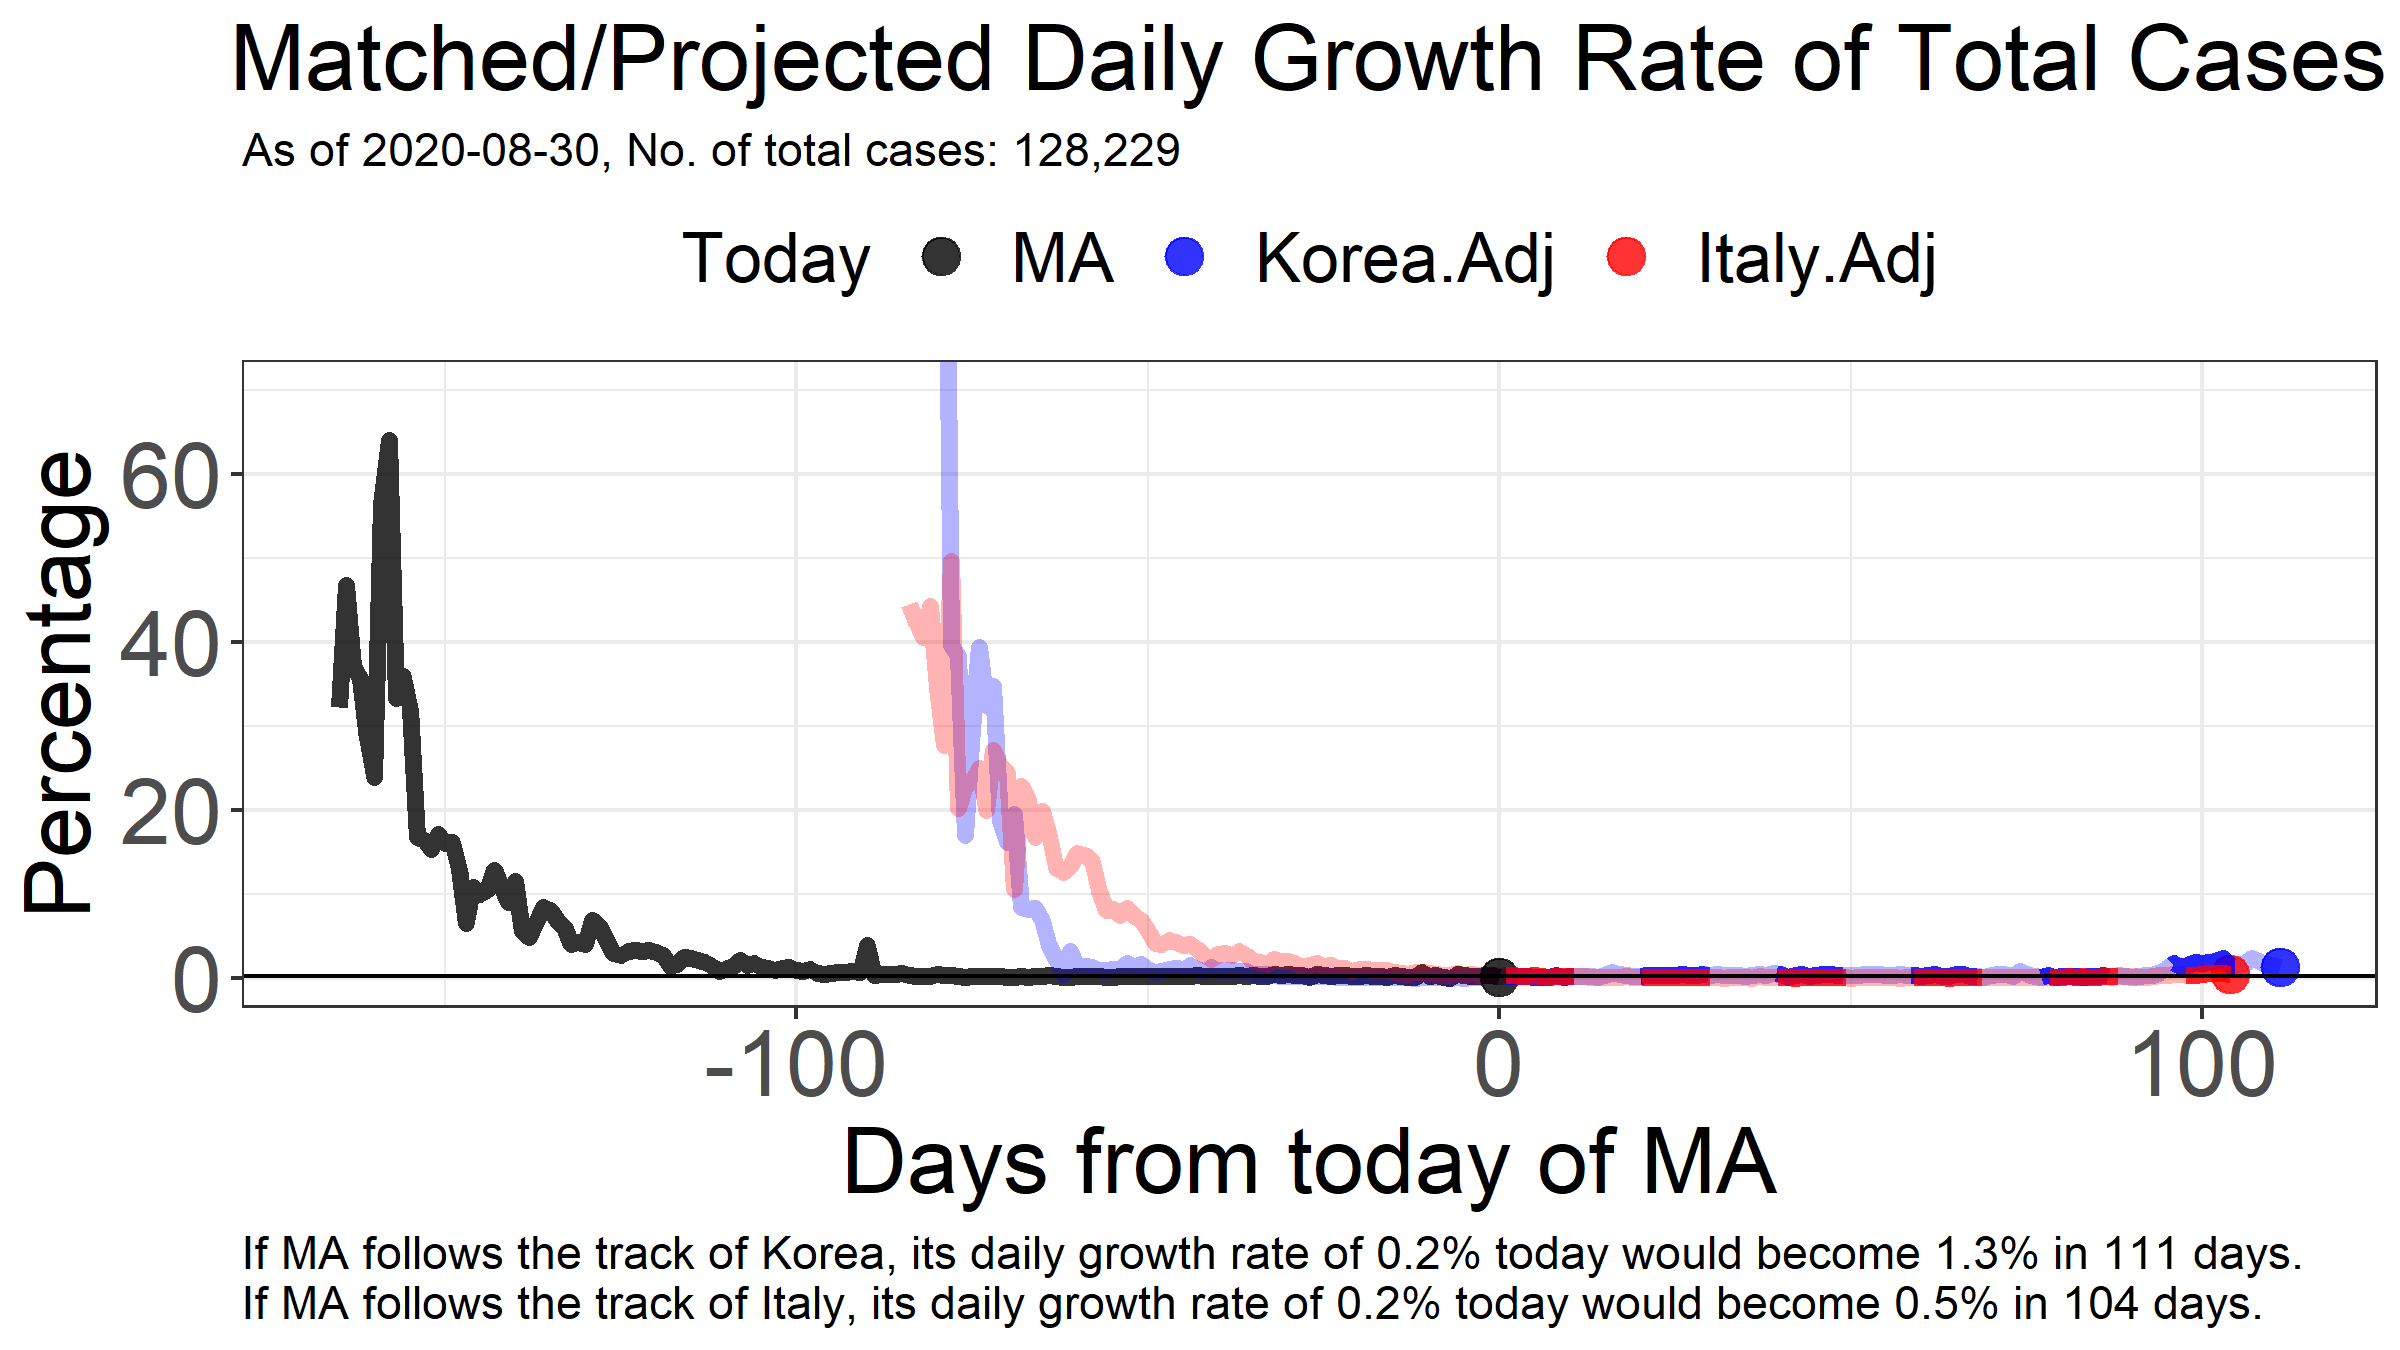 Matched/Projected Daily Growth Rate of Total Cases
As of 2020-08-30, No. of total cases: 128,229
Today MA Korea.Adj Italy.Adj
Percentage
60
40
20
0
-100 0 100
Days from today of MA
If MA follows the track of Korea, its daily growth rate of 0.2% today would become 1.3% in 111 days.
If MA follows the track of Italy, its daily growth rate of 0.2% today would become 0.5% in 104 days.